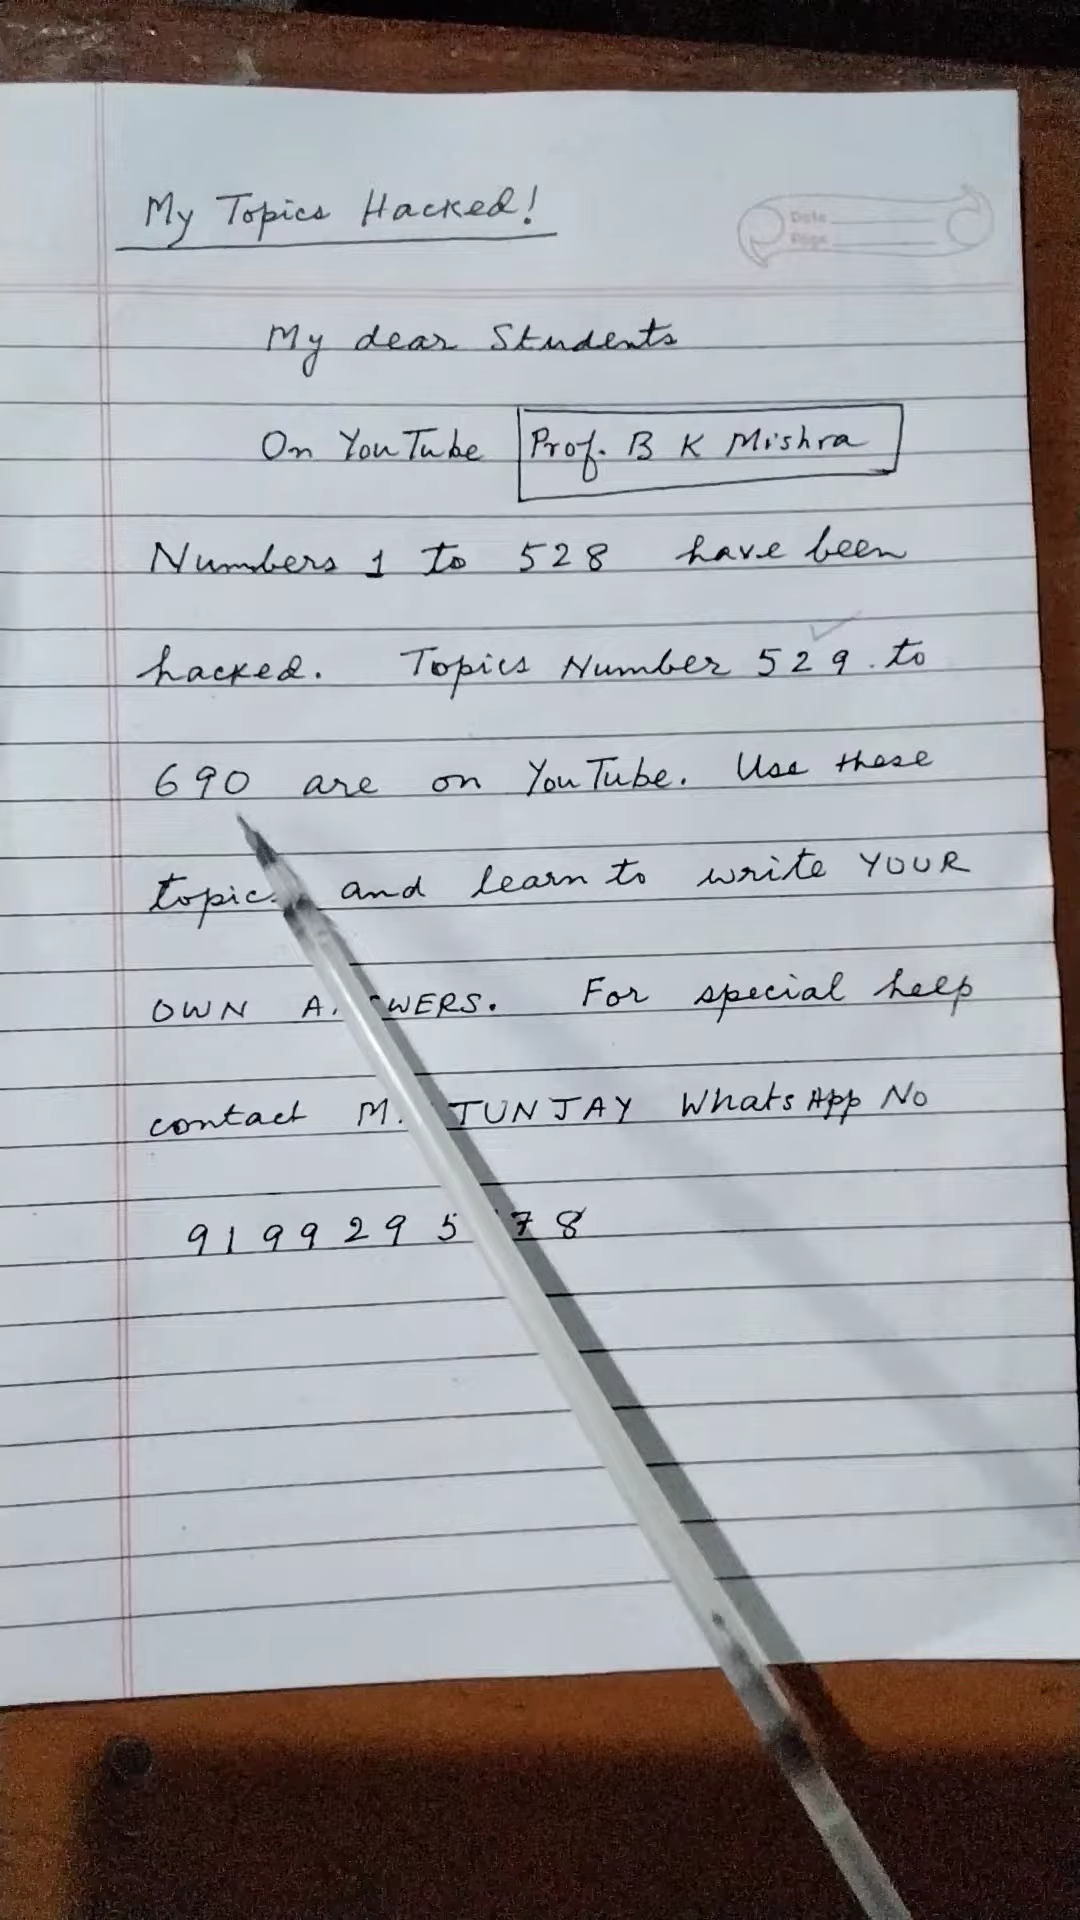 My Topics Hacked!
Date
Page
My dear Students
On YouTube Prof. B K Mishra
Numbers 1 to 528 have been
hacked. Topics Number 529 to
690 are on YouTube. Use these
and learn to write YOUR
OWN For special help
contact WhatsApp No